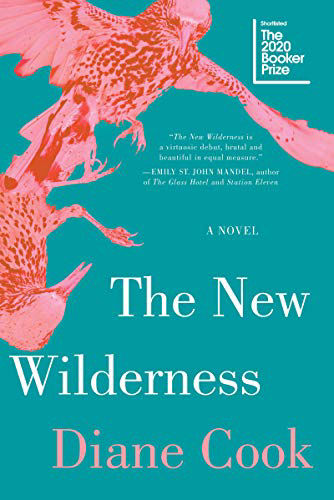 Shortlisted
The
2020
Booker
Prize
“The New Wilderness is
a virtuosic debut, brutal and
beautiful in equal measure.”
—EMILY ST. JOHN MANDEL, author
of The Glass Hotel and Station Eleven
A NOVEL
The New
Wilderness
Diane Cook